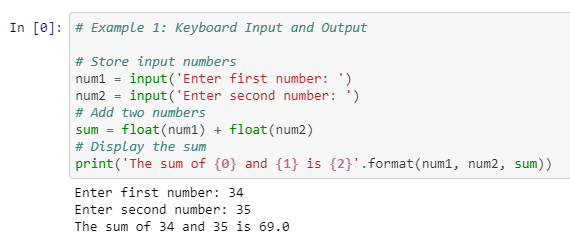 In [0]: # Example 1: Keyboard Input and Output
# Store input numbers
num1 = input('Enter first number: ')
num2 = input('Enter second number: ')
# Add two numbers
sum = float(num1) + float(num2)
# Display the sum
print('The sum of {0} and {1} is {2}'.format(num1, num2, sum))
Enter first number: 34
Enter second number: 35
The sum of 34 and 35 is 69.0